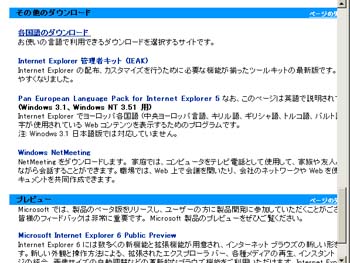 その他のダウンロード ページの先
各国語のダウンロード
お使いの言語で利用できるダウンロードを選択するサイトです。
Internet Explorer 管理者キット (IEAK)
Internet Explorer の配布、カスタマイズを行うために必要な機能が揃ったツールキットの最新版です。
やすくなりました。
Pan European Language Pack for Internet Explorer 5 なお、このページは英語で説明され
(Windows 3.1、Windows NT 3.51 用)
Internet Explorer でヨーロッパ各国語 (中央ヨーロッパ言語、キリル語、ギリシャ語、トルコ語、バルト
字が使用されている Web コンテンツを表示するためのプログラムです。
注 Windows 3.1 日本語版では対応していません。
Windows NetMeeting
NetMeeting をダウンロードします。家庭では、コンピュータをテレビ電話として使用して、家族や友人
ながら会話することができます。職場では、Web 上で会議を開いたり、会社のネットワークや Web を使
キュメントを共同作成できます。
プレビュー ページの先
Microsoft では、製品のベータ版をリリースし、ユーザーの方に製品開発に参加していただくことがご
皆様のフィードバックは非常に重要です。Microsoft 製品のプレビューをぜひご覧ください。
Microsoft Internet Explorer 6 Public Preview
Internet Explorer 6 には数多くの新機能と拡張機能が用意され、インターネット ブラウズの新しい形
す。新しい外観と操作方法による、拡張されたエクスプローラ バー、各種メディアの再生、インスタント